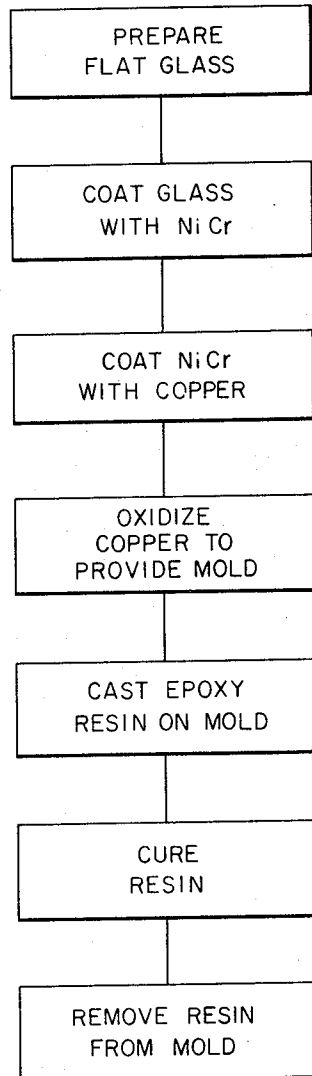 PREPARE
FLAT GLASS
COAT GLASS
WITH NiCr
COAT NiCr
WITH COPPER
OXIDIZE
COPPER TO
PROVIDE MOLD
CAST EPOXY
RESIN ON MOLD
CURE
RESIN
REMOVE RESIN
FROM MOLD